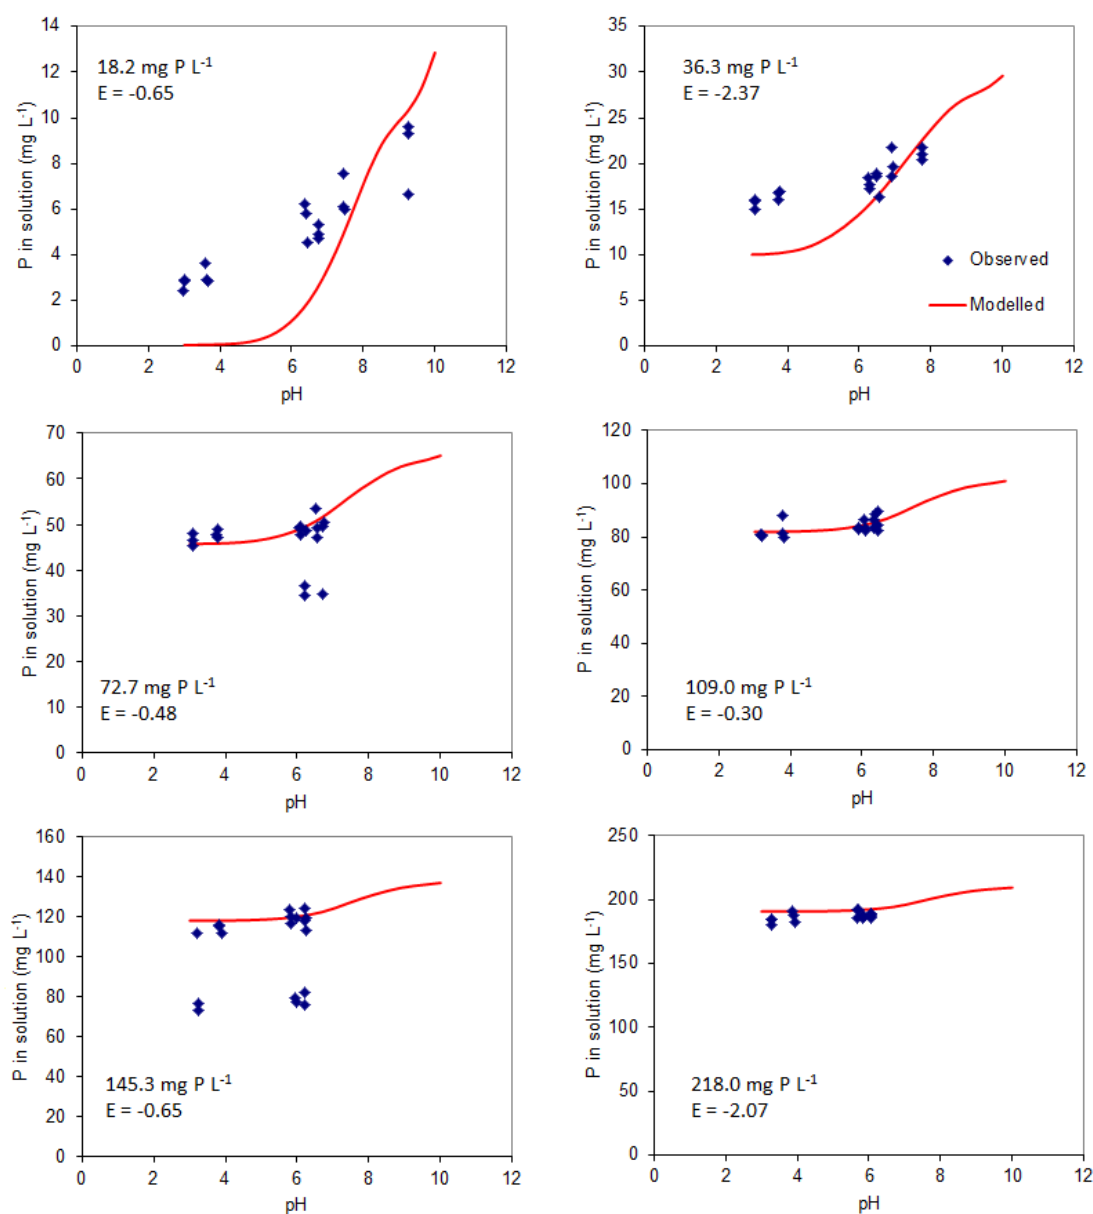 14
12
10
8
6
4
2
0
0 2 4 6 8 10 12
P in solution (mg L-1)
pH
18.2 mg P L-1
E = -0.65
35
30
25
20
15
10
5
0
0 2 4 6 8 10 12
P in solution (mg L-1)
pH
36.3 mg P L-1
E = -2.37
Observed
Modelled
70
60
50
40
30
20
10
0
0 2 4 6 8 10 12
P in solution (mg L-1)
pH
72.7 mg P L-1
E = -0.48
120
100
80
60
40
20
0
0 2 4 6 8 10 12
P in solution (mg L-1)
pH
109.0 mg P L-1
E = -0.30
160
140
120
100
80
60
40
20
0
0 2 4 6 8 10 12
P in solution (mg L-1)
pH
145.3 mg P L-1
E = -0.65
250
200
150
100
50
0
0 2 4 6 8 10 12
P in solution (mg L-1)
pH
218.0 mg P L-1
E = -2.07